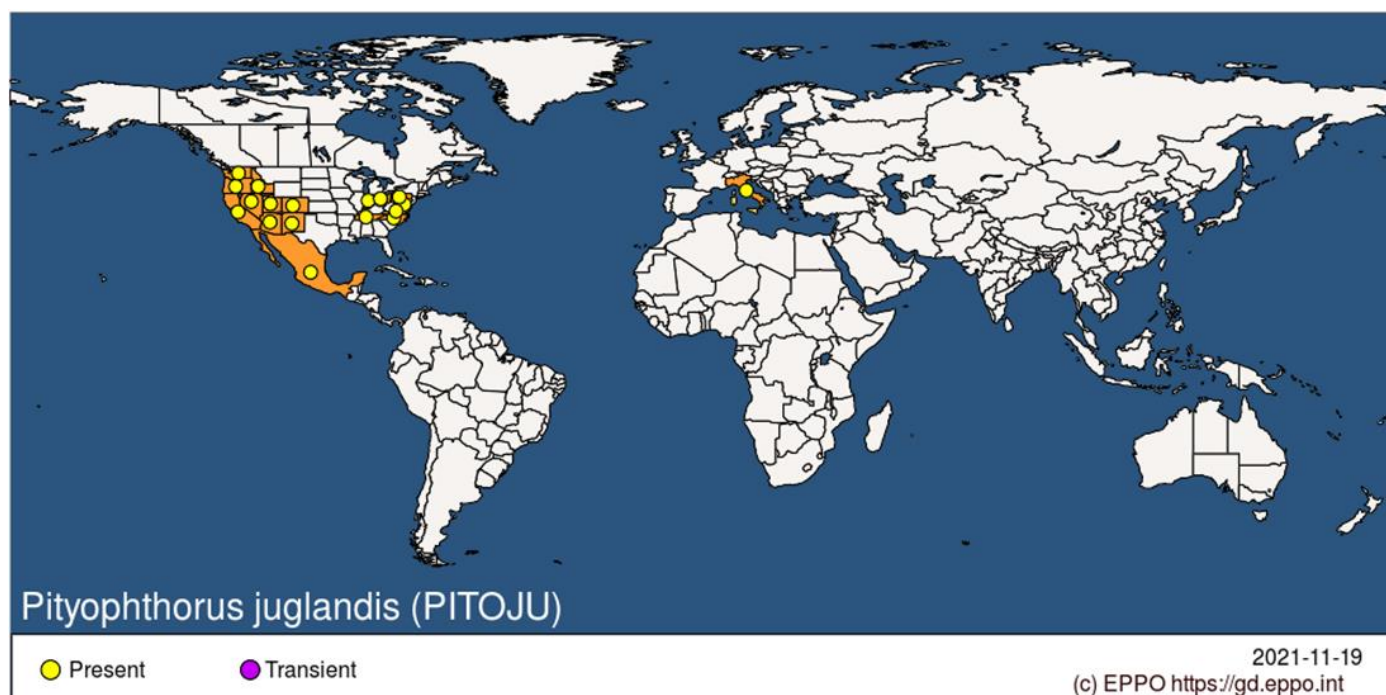 Pityophthorus juglandis (PITOJU)
Present
Transient
2021-11-19
(c) EPPO https://gd.eppo.int